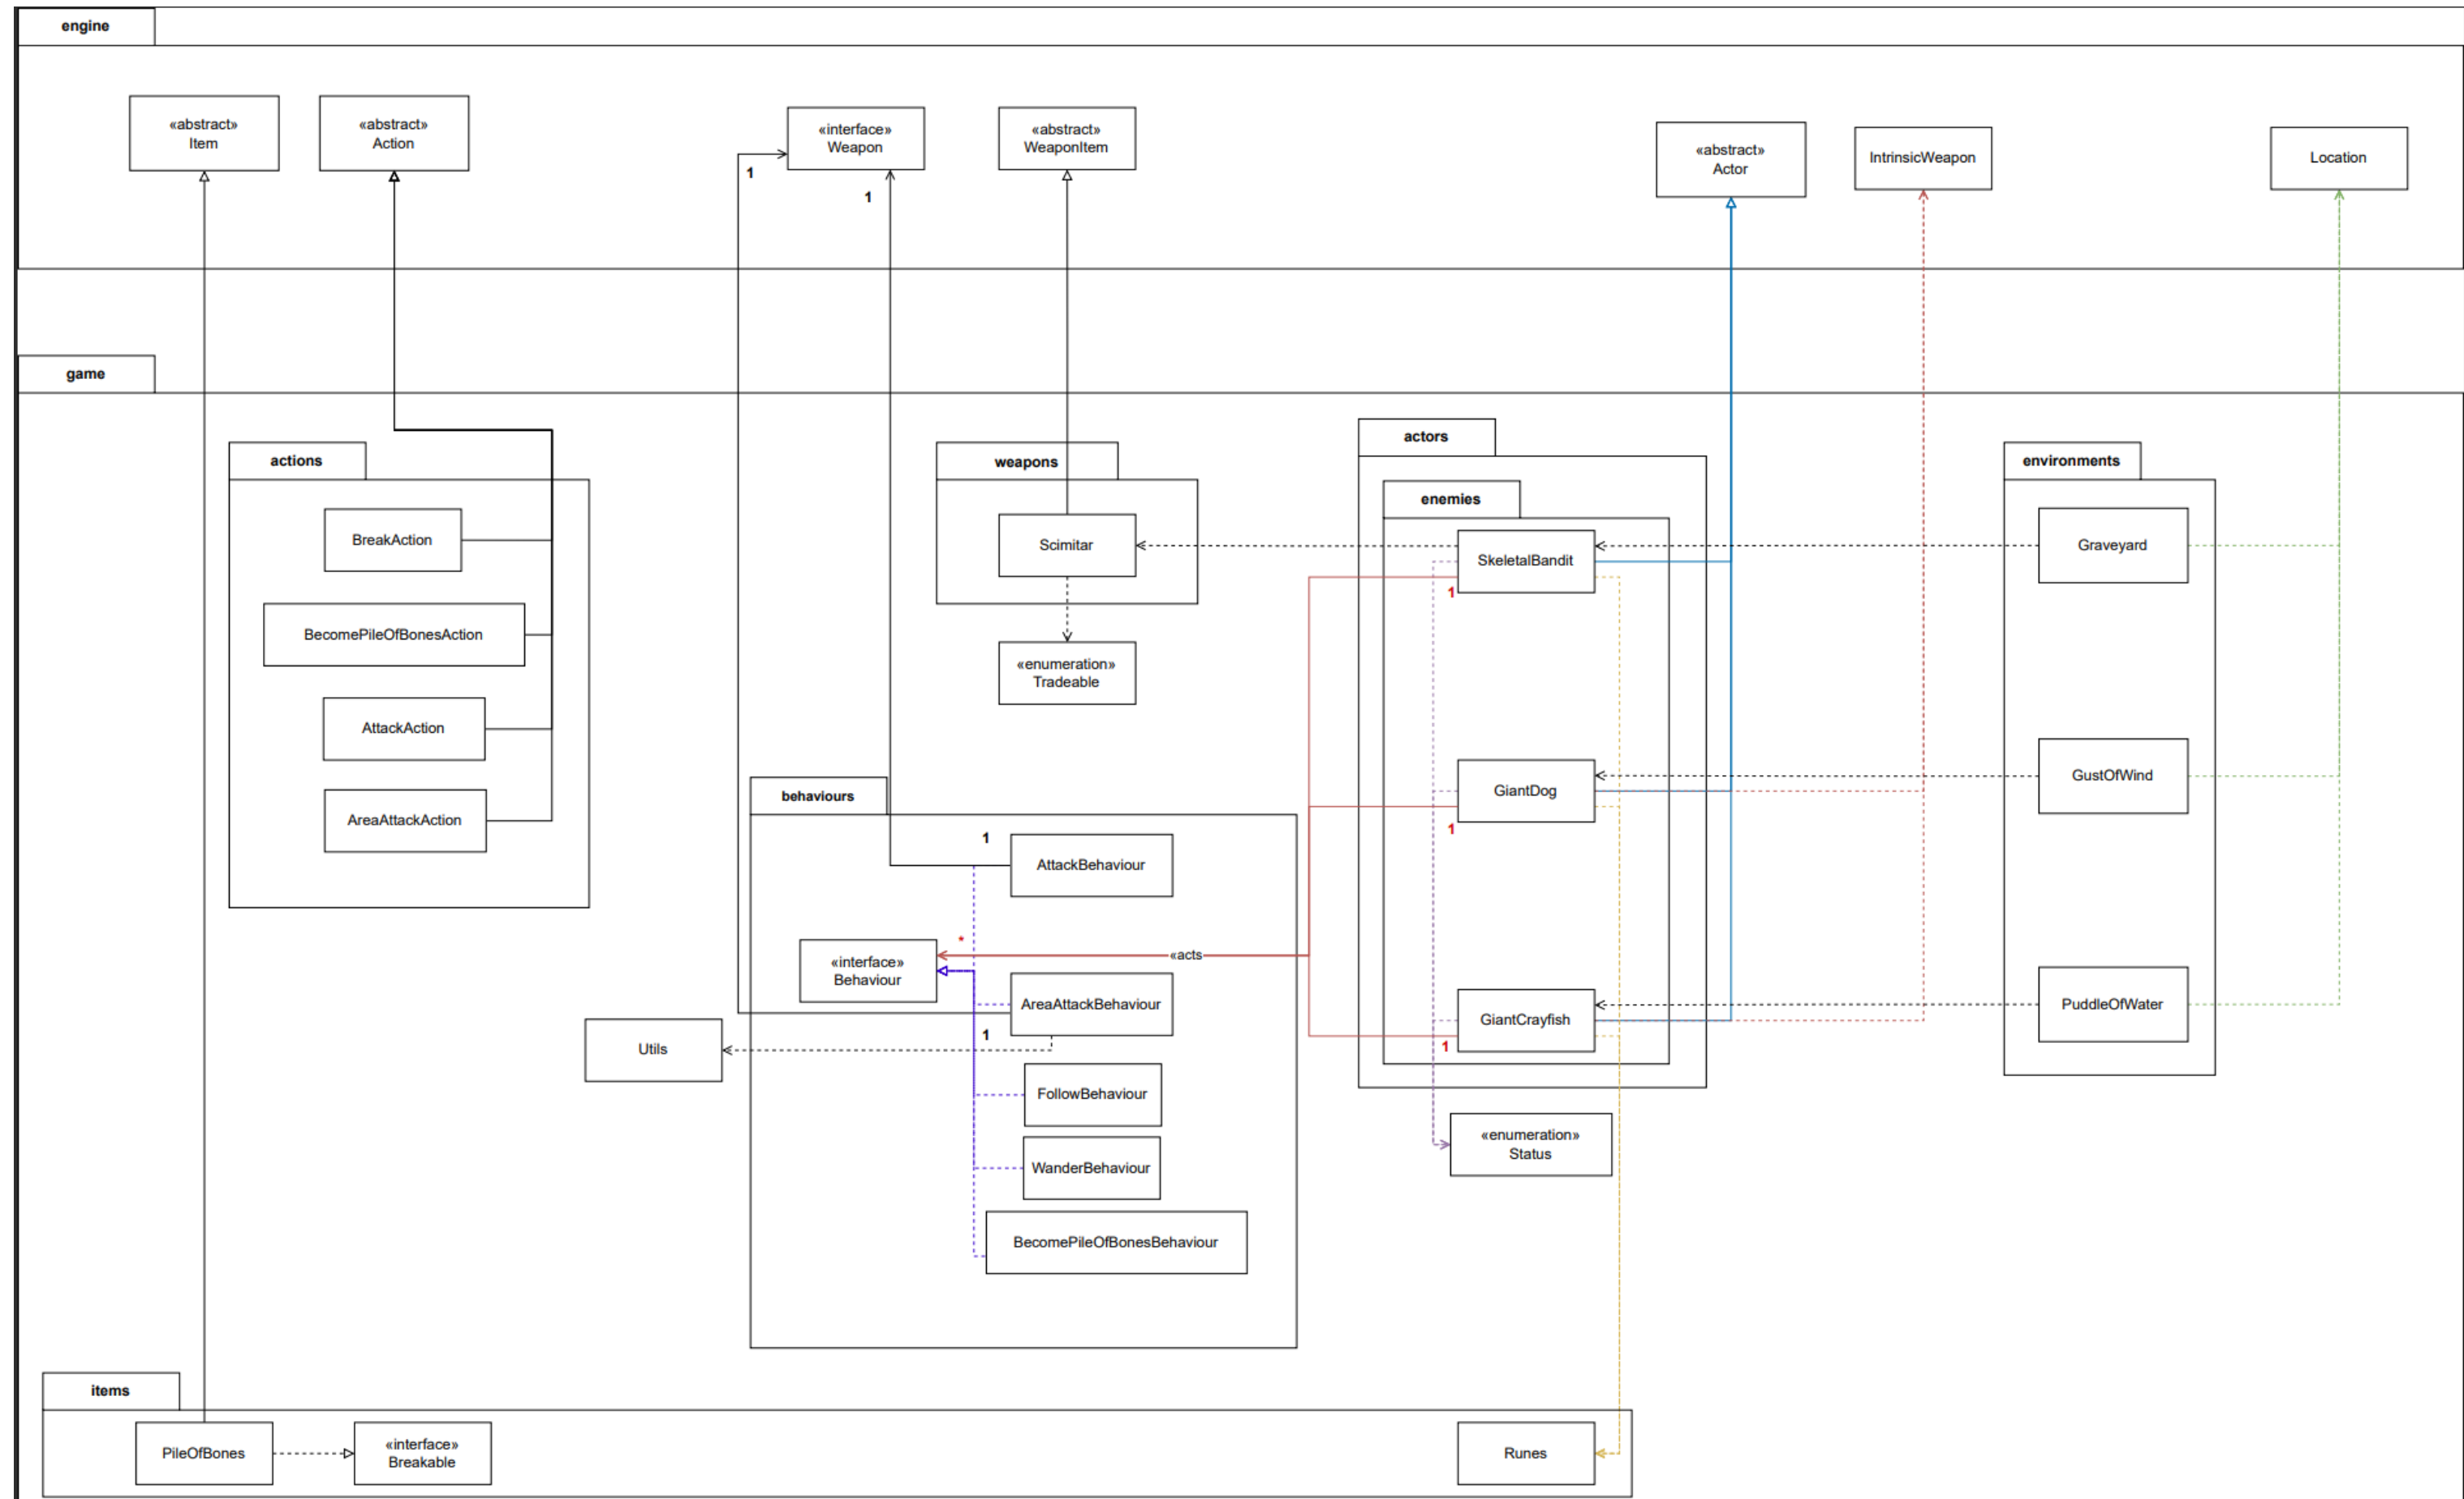 engine
«abstract»
Item
«abstract»
Action
«interface»
Weapon
«abstract»
WeaponItem
«abstract»
Actor
IntrinsicWeapon
Location
1
1
game
actions
BreakAction
BecomePileOfBonesAction
AttackAction
AreaAttackAction
weapons
Scimitar
«enumeration»
Tradeable
actors
enemies
SkeletalBandit
1
GiantDog
1
GiantCrayfish
1
environments
Graveyard
GustOfWind
PuddleOfWater
behaviours
1
AttackBehaviour
*
«acts
«interface»
Behaviour
AreaAttackBehaviour
1
Utils
FollowBehaviour
WanderBehaviour
BecomePileOfBonesBehaviour
«enumeration»
Status
items
PileOfBones
«interface»
Breakable
Runes